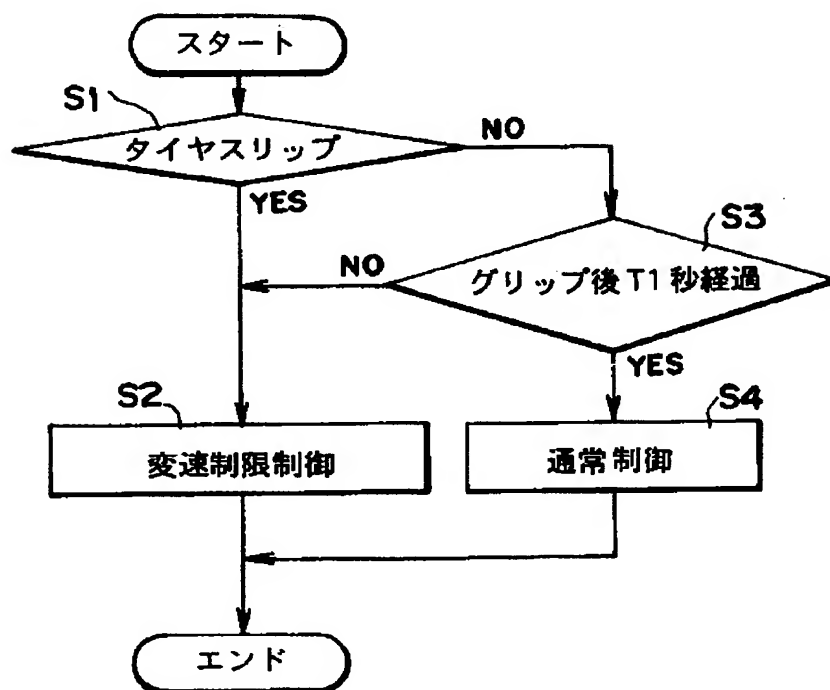 スタート
S1
タイヤスリップ
NO
YES
S3
グリップ後T1秒経過
NO
YES
S2
変速制限制御
S4
通常制御
エンド